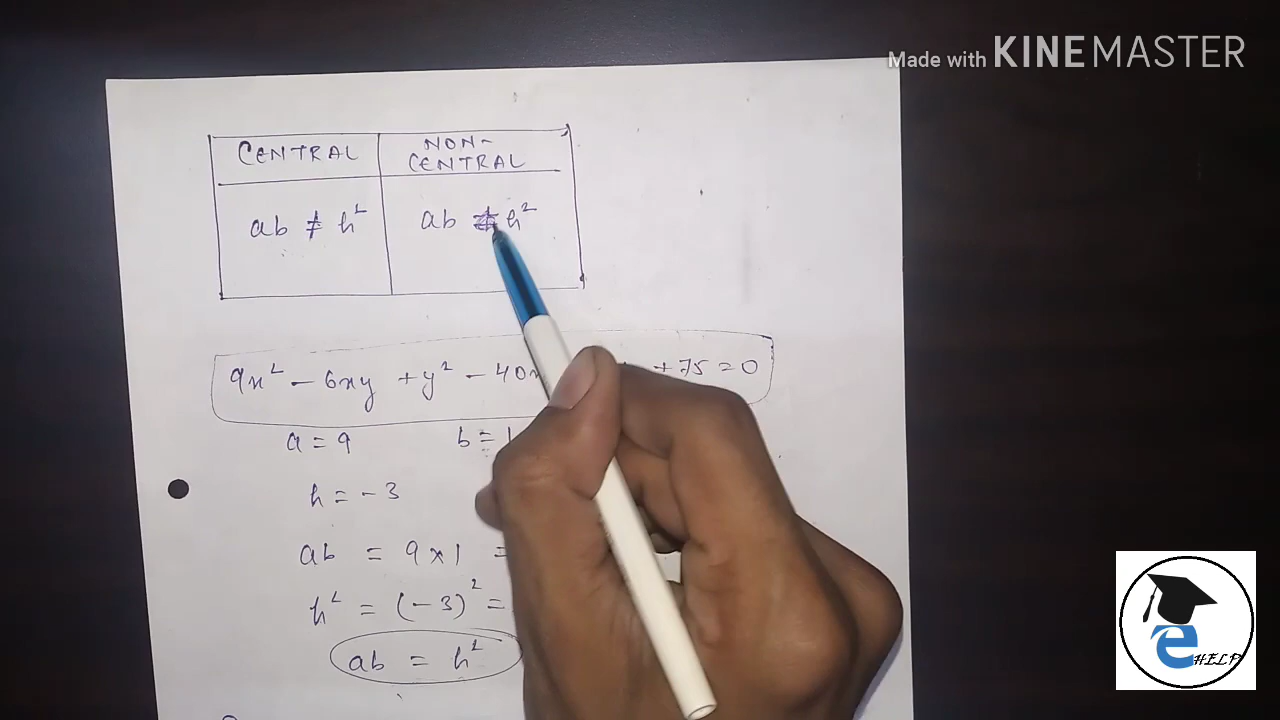 Made with KINEMASTER
CENTRAL
NON-
CENTRAL
ab ≠ h²
ab h²
9x² - 6xy + y² - 40x + 75 = 0
a = 9 b = 1
h = -3
ab = 9 × 1 =
h² = (-3)² =
ab = h²
e HELP